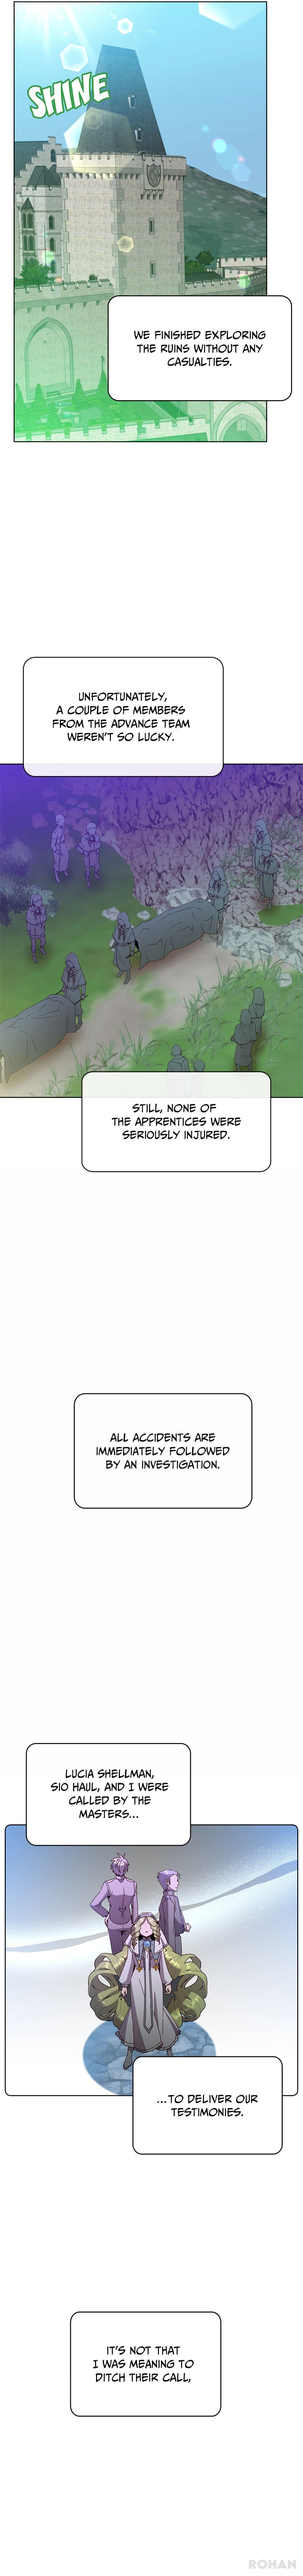 SHINE
WE FINISHED EXPLORING
THE RUINS WITHOUT ANY
CASUALTIES.
UNFORTUNATELY,
A COUPLE OF MEMBERS
FROM THE ADVANCE TEAM
WEREN'T SO LUCKY.
STILL, NONE OF
THE APPRENTICES WERE
SERIOUSLY INJURED.
ALL ACCIDENTS ARE
IMMEDIATELY FOLLOWED
BY AN INVESTIGATION.
LUCIA SHELLMAN,
SIO HAUL, AND I WERE
CALLED BY THE
MASTERS...
...TO DELIVER OUR
TESTIMONIES.
IT'S NOT THAT
I WAS MEANING TO
DITCH THEIR CALL,
ROHAN